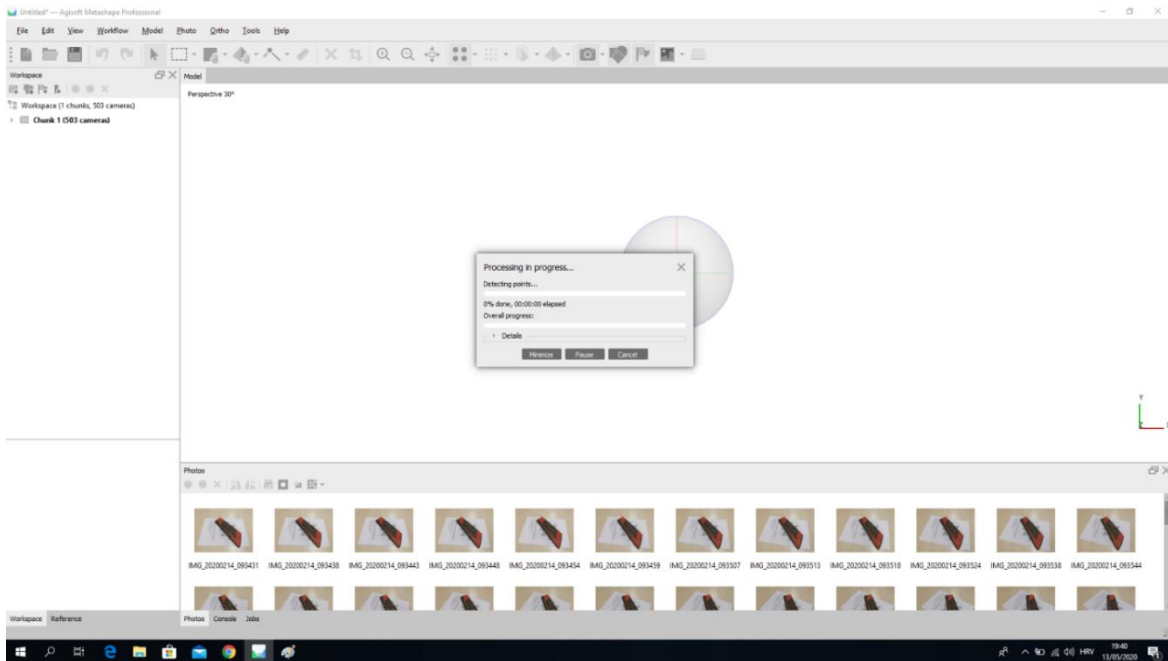 Untitled* — Agisoft Metashape Professional
File Edit View Workflow Model Photo Ortho Tools Help
Workspace
Model
Workspace (1 chunks, 503 cameras)
Chunk 1 (503 cameras)
Perspective 30°
Processing in progress...
Detecting points...
0% done, 00:00:00 elapsed
Overall progress:
Details
Minimize Pause Cancel
Y
X
Photos
IMG_20200214_093431 IMG_20200214_093438 IMG_20200214_093443 IMG_20200214_093448 IMG_20200214_093454 IMG_20200214_093459 IMG_20200214_093507 IMG_20200214_093513 IMG_20200214_093518 IMG_20200214_093524 IMG_20200214_093538 IMG_20200214_093544
Workspace Reference
Photos Console Jobs
HRV
19:40
13/05/2020